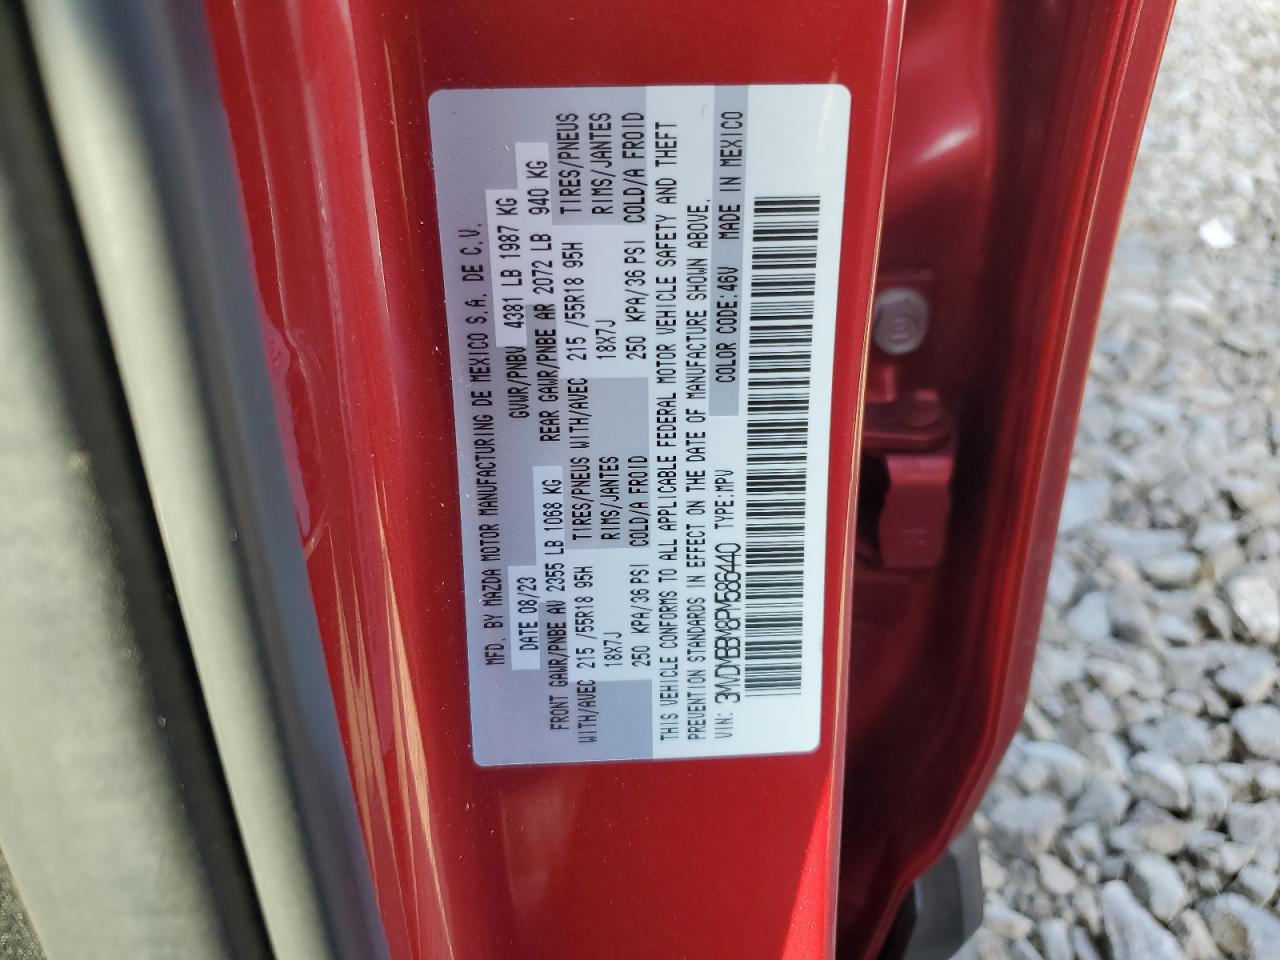 MFD. BY MAZDA MOTOR MANUFACTURING DE MEXICO S.A. DE C.V.
DATE 08/23 GVWR/PNBV 4381 LB 1987 KG
FRONT GAWR/PNBE AV 2355 LB 1068 KG REAR GAWR/PNBE AR 2072 LB 940 KG
WITH/AVEC 215 /55R18 95H TIRES/PNEUS WITH/AVEC 215 /55R18 95H TIRES/PNEUS
18X7J RIMS/JANTES 18X7J RIMS/JANTES
250 KPA/36 PSI COLD/A FROID 250 KPA/36 PSI COLD/A FROID
THIS VEHICLE CONFORMS TO ALL APPLICABLE FEDERAL MOTOR VEHICLE SAFETY AND THEFT
PREVENTION STANDARDS IN EFFECT ON THE DATE OF MANUFACTURE SHOWN ABOVE.
VIN: 3MVDMBBM8PM586440 TYPE:MPV COLOR CODE:46V MADE IN MEXICO